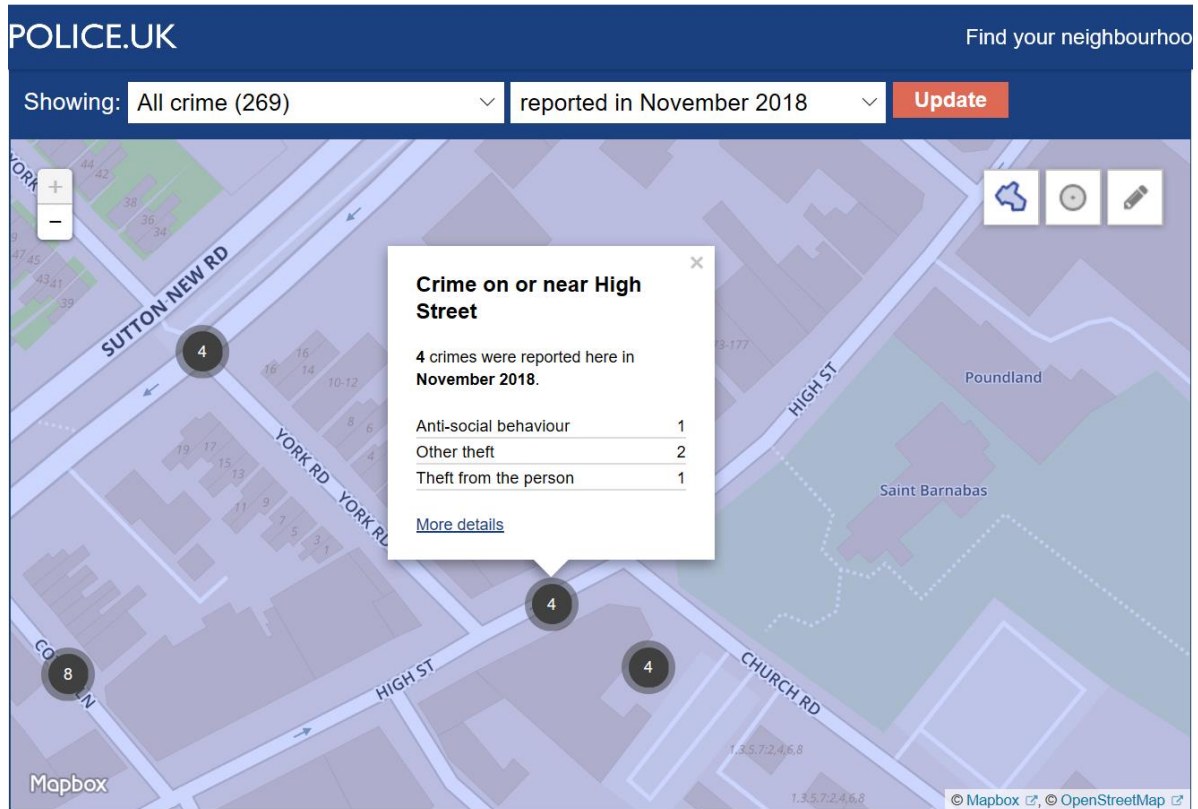 POLICE.UK
Find your neighbourhoo
Showing:
All crime (269)
reported in November 2018
Update
YORK
44
42
38
36
34
+
−
47 45
4341
39
SUTTON NEW RD
4
16
16
14
10-12
8
6
4
19
17
15
13
11
9
7
5
3
1
YORK RD
YORK RD
×
Crime on or near High
Street
4 crimes were reported here in
November 2018.
Anti-social behaviour 1
Other theft 2
Theft from the person 1
More details
73-177
HIGH ST
Poundland
Saint Barnabas
4
4
8
LN
HIGH ST
CHURCH RD
1,3,5,7:2,4,6,8
1,3,5,7:2,4,6,8
Mapbox
© Mapbox © OpenStreetMap